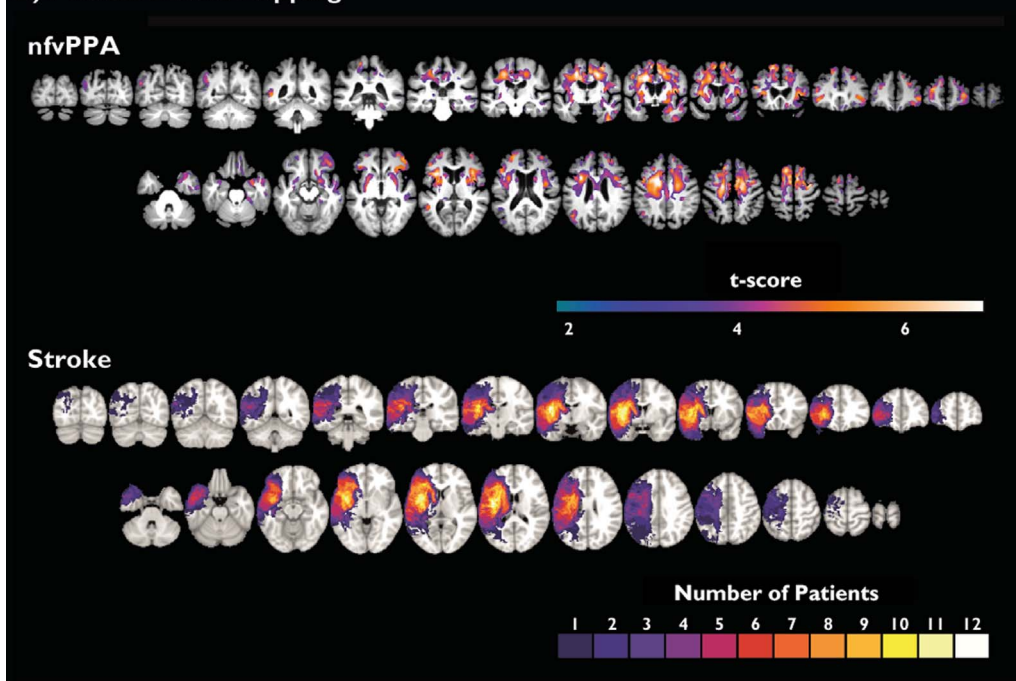 nfvPPA
t-score
2 4 6
Stroke
Number of Patients
1 2 3 4 5 6 7 8 9 10 11 12